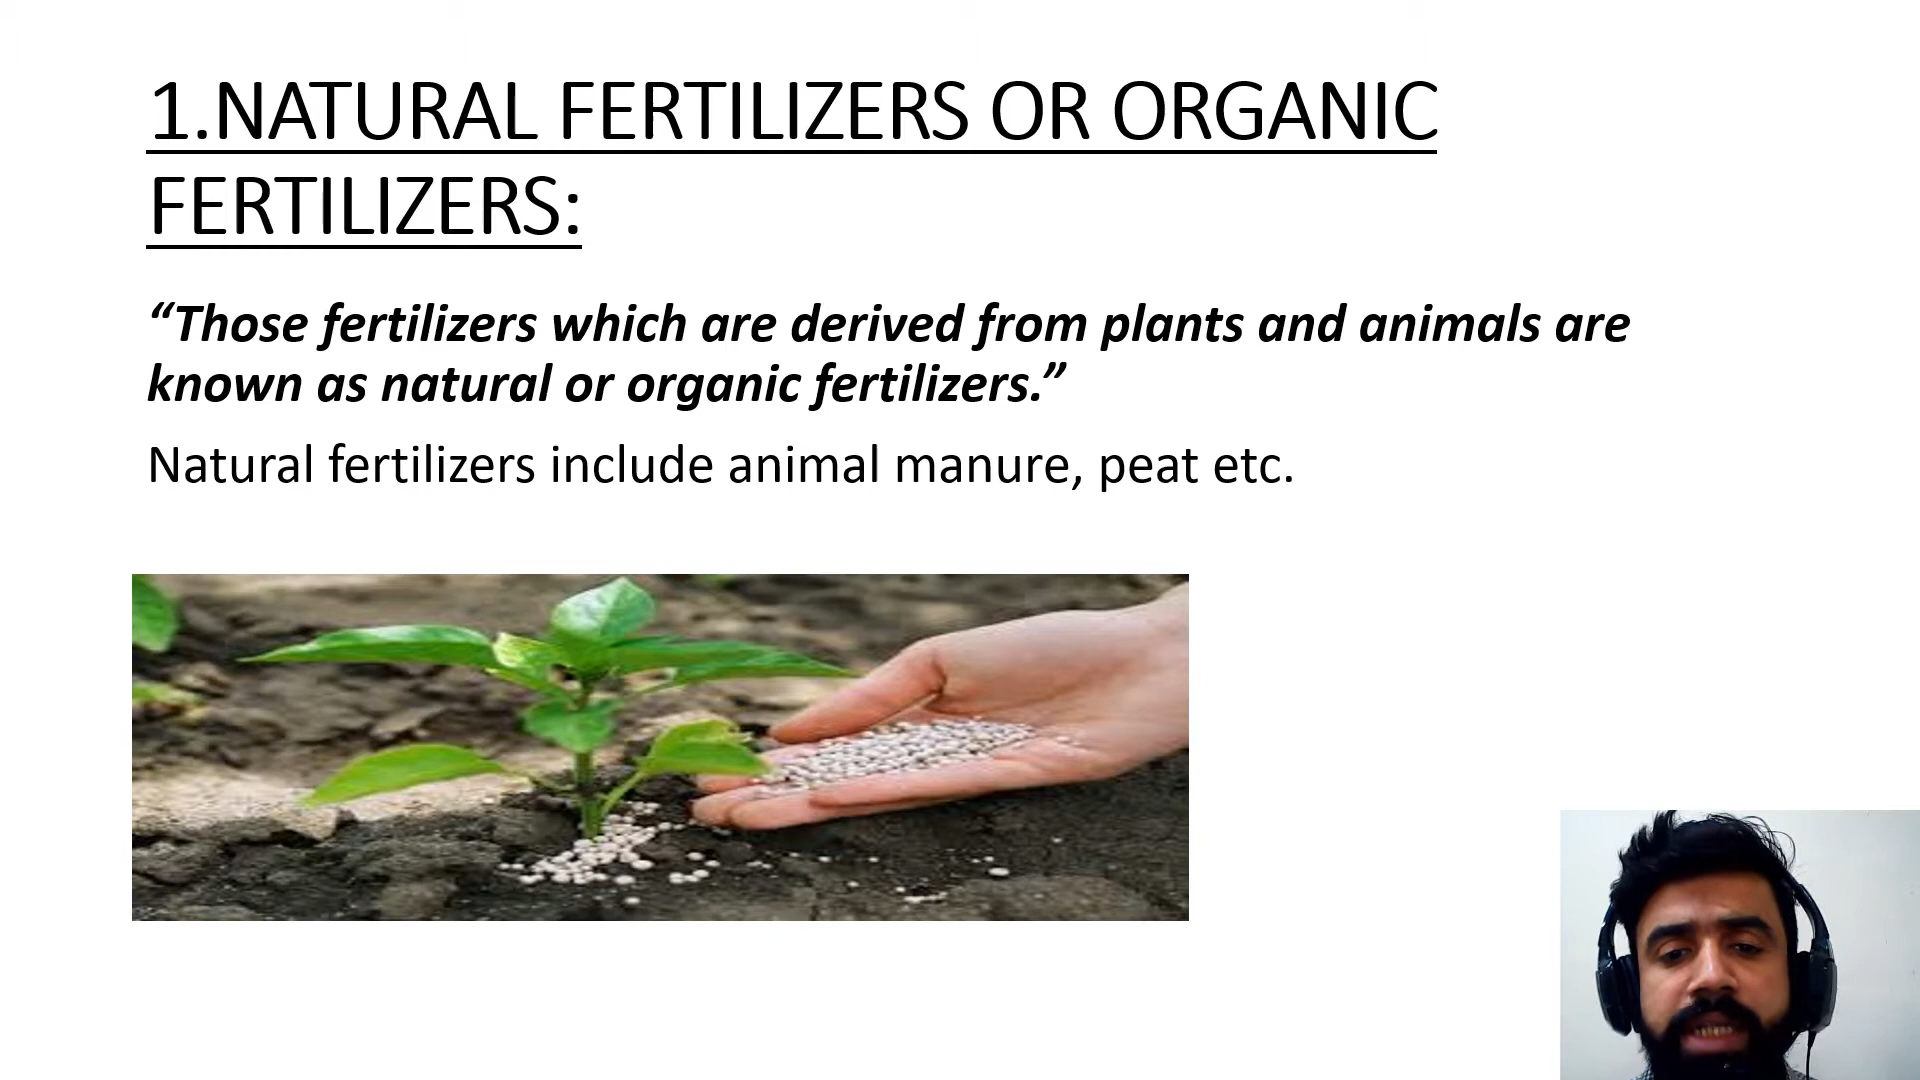 1.NATURAL FERTILIZERS OR ORGANIC
FERTILIZERS:
“Those fertilizers which are derived from plants and animals are
known as natural or organic fertilizers.”
Natural fertilizers include animal manure, peat etc.